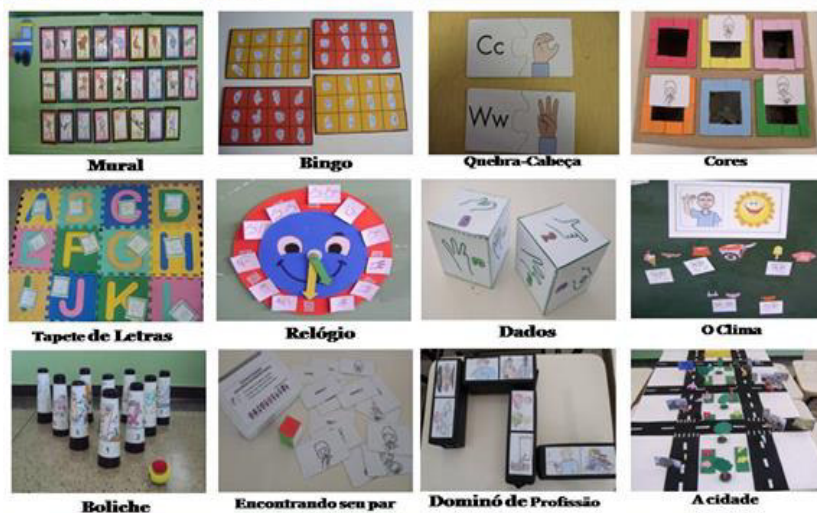 Mural
Bingo
Quebra-Cabeça
Cores
Cc
Ww
Tapete de Letras
Relógio
Dados
O Clima
A B C D
E F G H
I J K L
Boliche
Encontrando seu par
Dominó de Profissão
A cidade